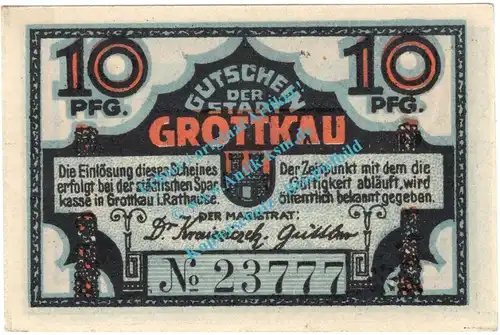 10 10
PFG. PFG.
GUTSCHEIN
DER
STADT
GROTTKAU
Die Einlösung dieses Scheines
erfolgt bei der städtischen Spar
kasse in Grottkau i. Rathause.
Der Zeitpunkt mit dem die
Gültigkeit abläuft, wird
öffentlich bekannt gegeben.
DER MAGISTRAT:
Dr
No 23777